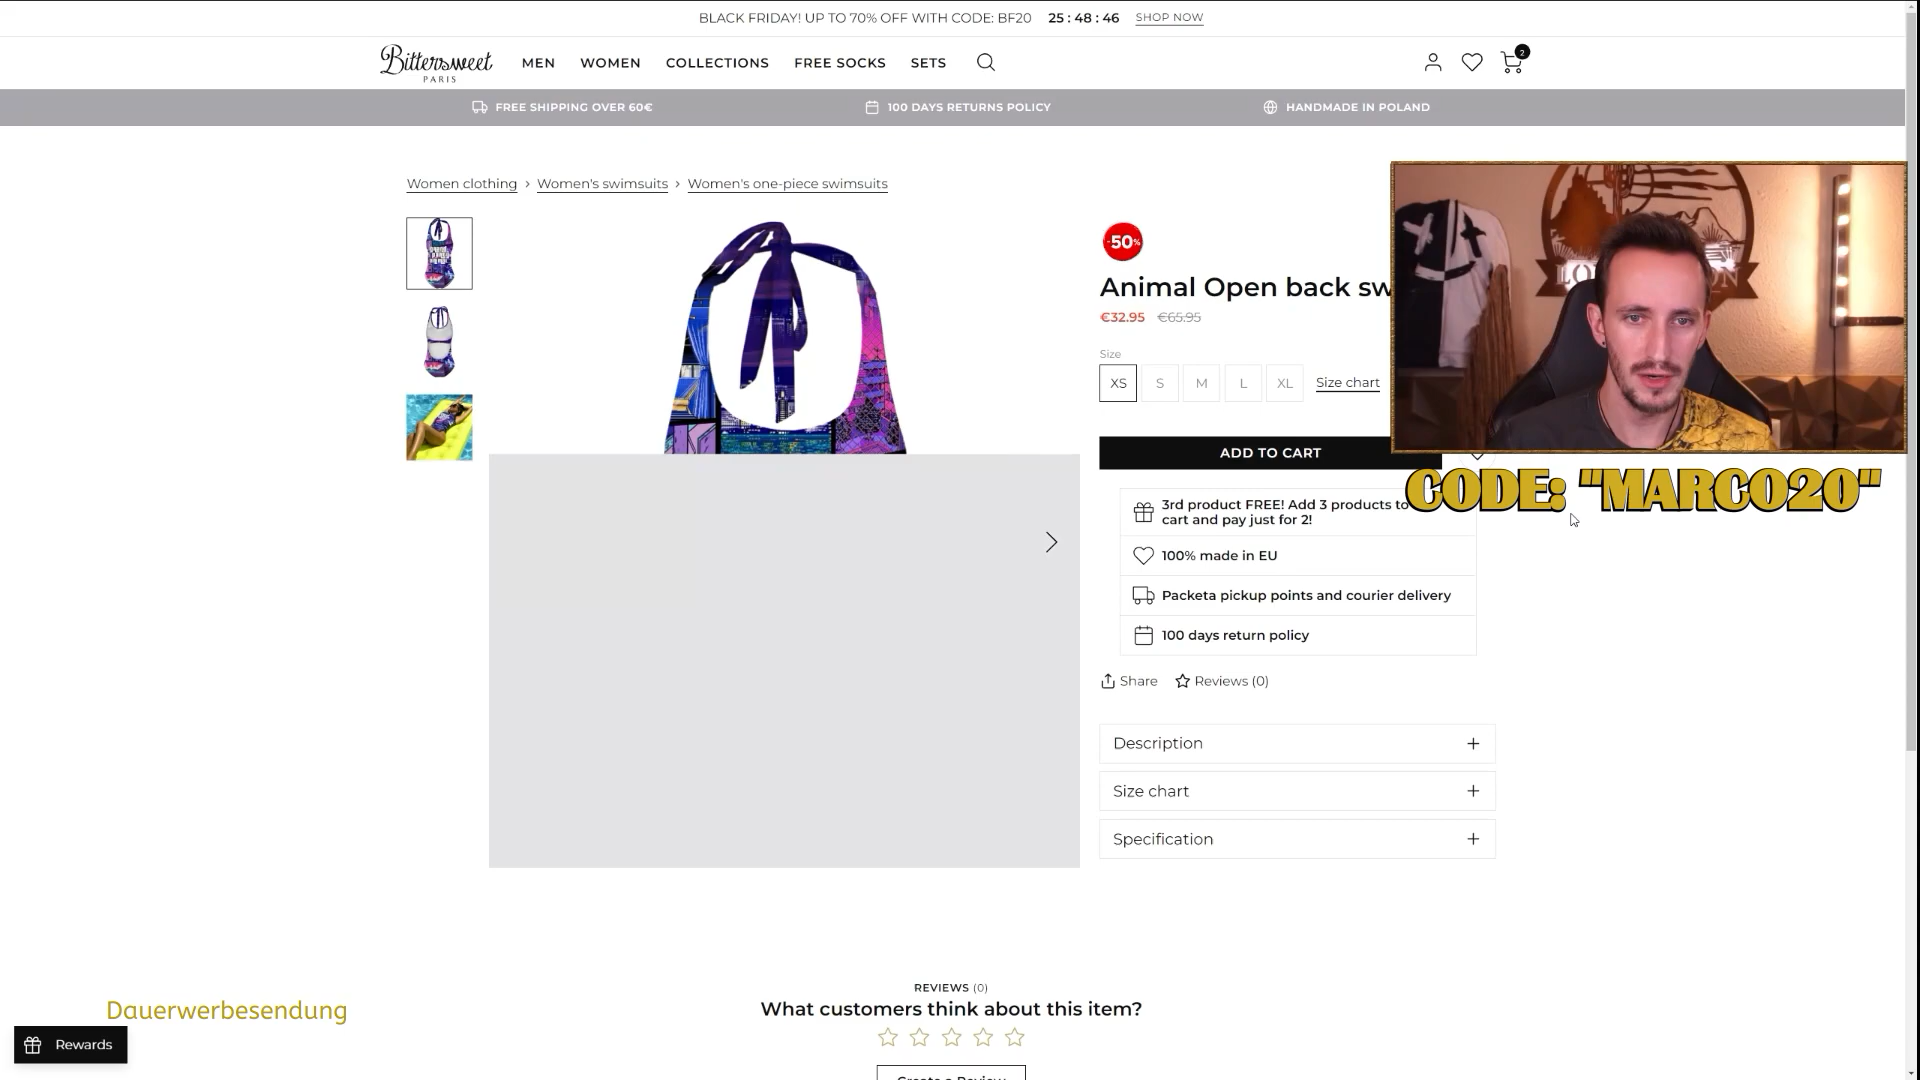 BLACK FRIDAY! UP TO 70% OFF WITH CODE: BF20 25 : 48 : 46 SHOP NOW
Bittersweet
PARIS
MEN WOMEN COLLECTIONS FREE SOCKS SETS
2
FREE SHIPPING OVER 60€ 100 DAYS RETURNS POLICY HANDMADE IN POLAND
Women clothing › Women's swimsuits › Women's one-piece swimsuits
-50%
Animal Open back sw
€32.95 €65.95
Size
XS S M L XL Size chart
ADD TO CART
CODE: "MARCO20"
3rd product FREE! Add 3 products to
cart and pay just for 2!
100% made in EU
Packeta pickup points and courier delivery
100 days return policy
Share Reviews (0)
Description
Size chart
Specification
REVIEWS (0)
What customers think about this item?
Dauerwerbesendung
Rewards
Create a Review